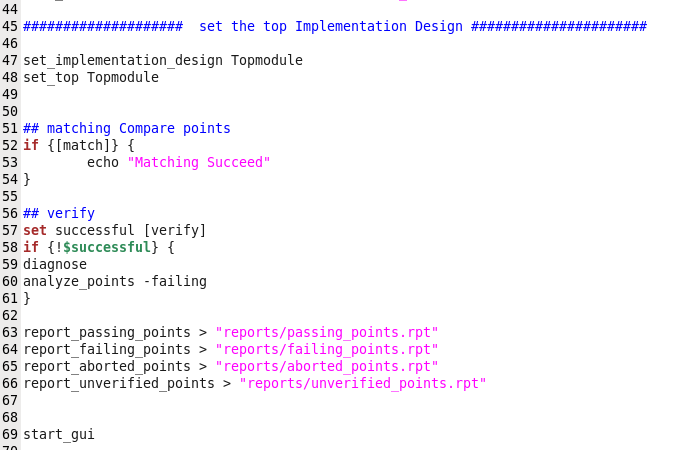 44
45 ####################  set the top Implementation Design ######################
46
47 set_implementation_design Topmodule
48 set_top Topmodule
49
50
51 ## matching Compare points
52 if {[match]} {
53         echo "Matching Succeed"
54 }
55
56 ## verify
57 set successful [verify]
58 if {!$successful} {
59 diagnose
60 analyze_points -failing
61 }
62
63 report_passing_points > "reports/passing_points.rpt"
64 report_failing_points > "reports/failing_points.rpt"
65 report_aborted_points > "reports/aborted_points.rpt"
66 report_unverified_points > "reports/unverified_points.rpt"
67
68
69 start_gui
70